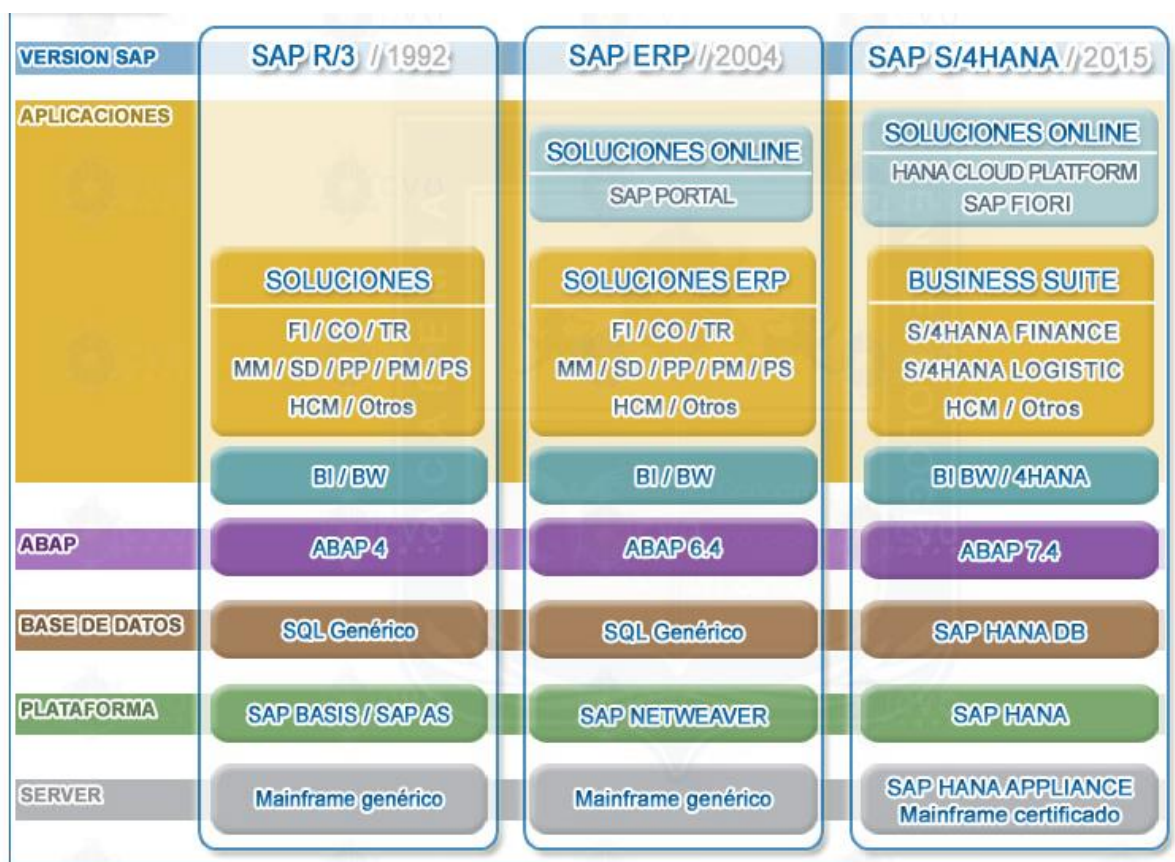 VERSION SAP
SAP R/3 // 1992
SAP ERP // 2004
SAP S/4HANA // 2015
APLICACIONES
SOLUCIONES ONLINE
SAP PORTAL
SOLUCIONES ONLINE
HANA CLOUD PLATFORM
SAP FIORI
SOLUCIONES
FI / CO / TR
MM / SD / PP / PM / PS
HCM / Otros
SOLUCIONES ERP
FI / CO / TR
MM / SD / PP / PM / PS
HCM / Otros
BUSINESS SUITE
S/4HANA FINANCE
S/4HANA LOGISTIC
HCM / Otros
BI / BW
BI / BW
BI BW / 4HANA
ABAP
ABAP 4
ABAP 6.4
ABAP 7.4
BASE DE DATOS
SQL Genérico
SQL Genérico
SAP HANA DB
PLATAFORMA
SAP BASIS / SAP AS
SAP NETWEAVER
SAP HANA
SERVER
Mainframe genérico
Mainframe genérico
SAP HANA APPLIANCE
Mainframe certificado